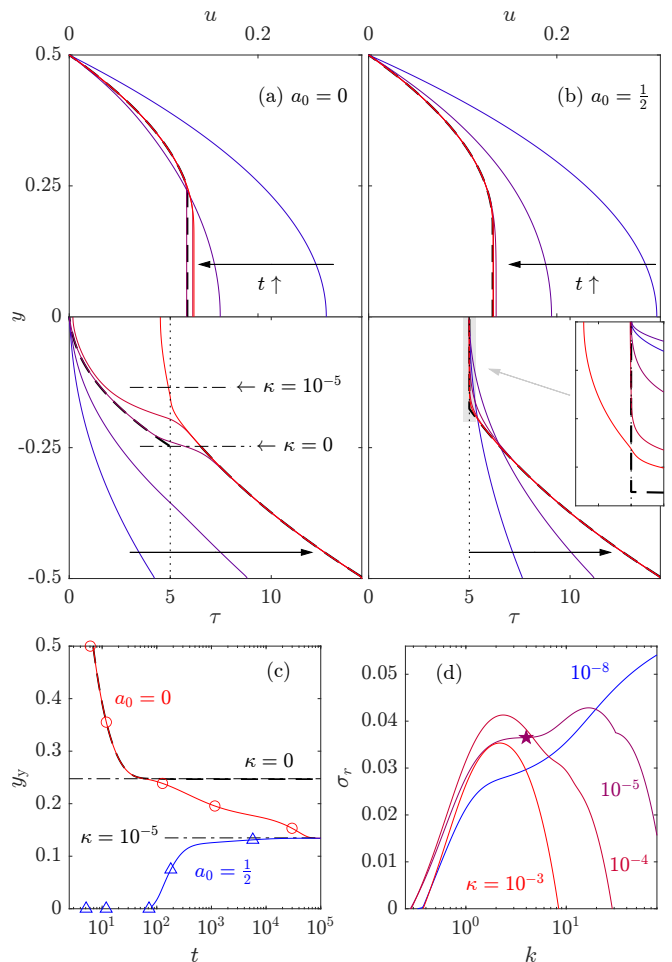 u
u
0
0.2
0
0.2
0.5
(a) a₀ = 0
(b) a₀ = ½
0.25
t ↑
t ↑
y
0
← κ = 10⁻⁵
← κ = 0
-0.25
-0.5
0
5
10
0
5
10
τ
τ
0.5
(c)
a₀ = 0
0.4
0.3
κ = 0
y_y
0.2
κ = 10⁻⁵
0.1
a₀ = ½
0
10¹
10²
10³
10⁴
10⁵
t
0.05
(d)
10⁻⁸
0.04
0.03
σ_r
10⁻⁵
0.02
10⁻⁴
0.01
κ = 10⁻³
0
10⁰
10¹
k